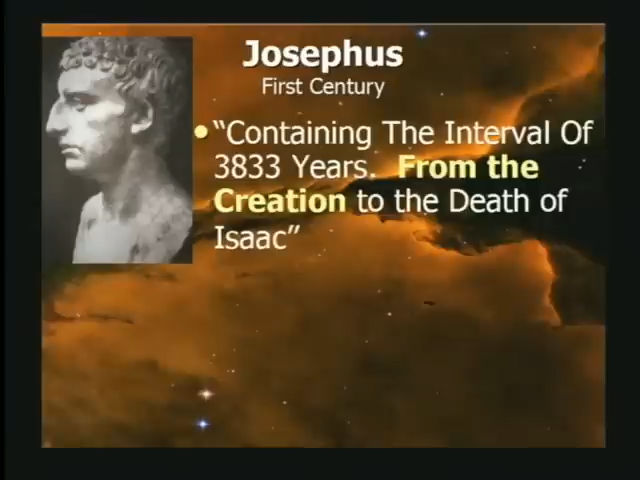 Josephus
First Century
• “Containing The Interval Of
3833 Years. From the
Creation to the Death of
Isaac”